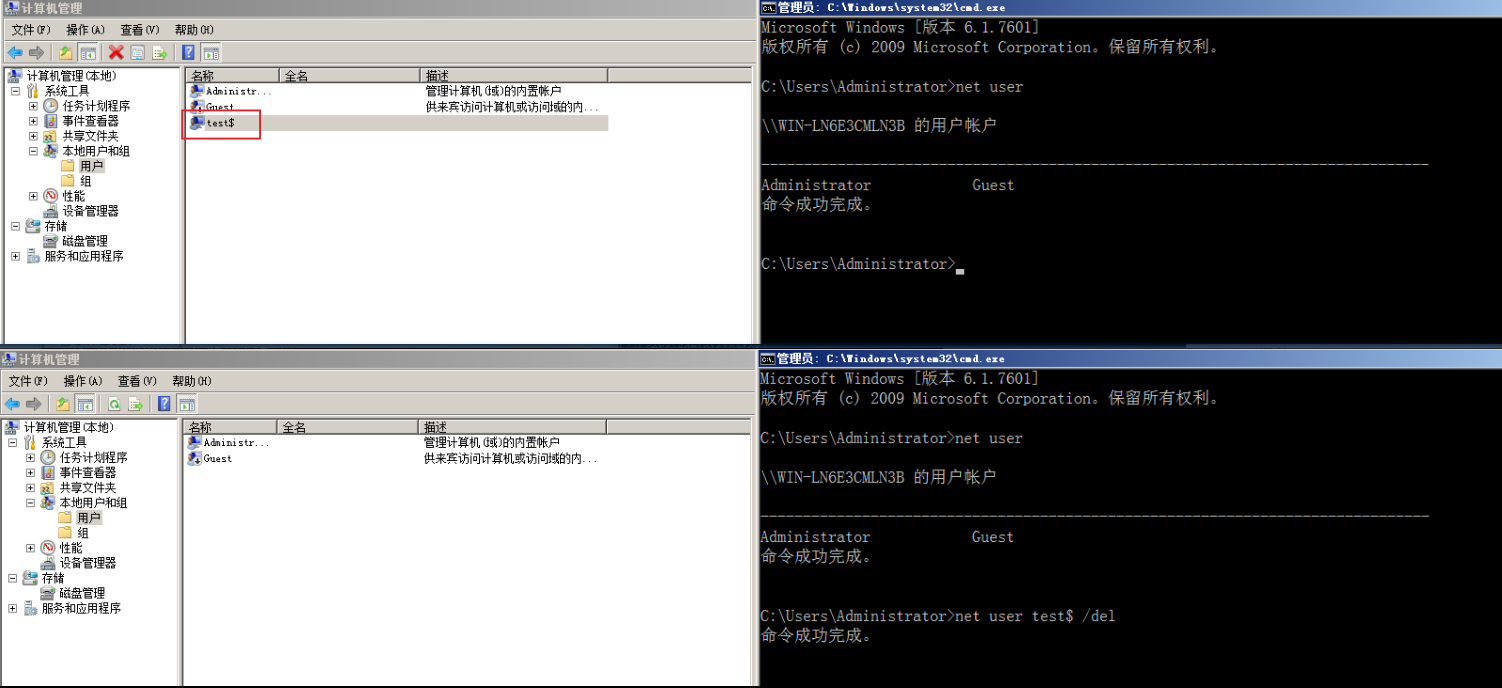 计算机管理
文件(F) 操作(A) 查看(V) 帮助(H)
计算机管理(本地)
系统工具
任务计划程序
事件查看器
共享文件夹
本地用户和组
用户
组
性能
设备管理器
存储
磁盘管理
服务和应用程序
名称 全名 描述
Administr... 管理计算机(域)的内置帐户
Guest 供来宾访问计算机或访问域的内...
test$
管理员: C:\Windows\system32\cmd.exe
Microsoft Windows [版本 6.1.7601]
版权所有 (c) 2009 Microsoft Corporation。保留所有权利。
C:\Users\Administrator>net user
\\WIN-LN6E3CMLN3B 的用户帐户
-------------------------------------------------------------------------------
Administrator Guest
命令成功完成。
C:\Users\Administrator>
计算机管理
文件(F) 操作(A) 查看(V) 帮助(H)
计算机管理(本地)
系统工具
任务计划程序
事件查看器
共享文件夹
本地用户和组
用户
组
性能
设备管理器
存储
磁盘管理
服务和应用程序
名称 全名 描述
Administr... 管理计算机(域)的内置帐户
Guest 供来宾访问计算机或访问域的内...
管理员: C:\Windows\system32\cmd.exe
Microsoft Windows [版本 6.1.7601]
版权所有 (c) 2009 Microsoft Corporation。保留所有权利。
C:\Users\Administrator>net user
\\WIN-LN6E3CMLN3B 的用户帐户
-------------------------------------------------------------------------------
Administrator Guest
命令成功完成。
C:\Users\Administrator>net user test$ /del
命令成功完成。